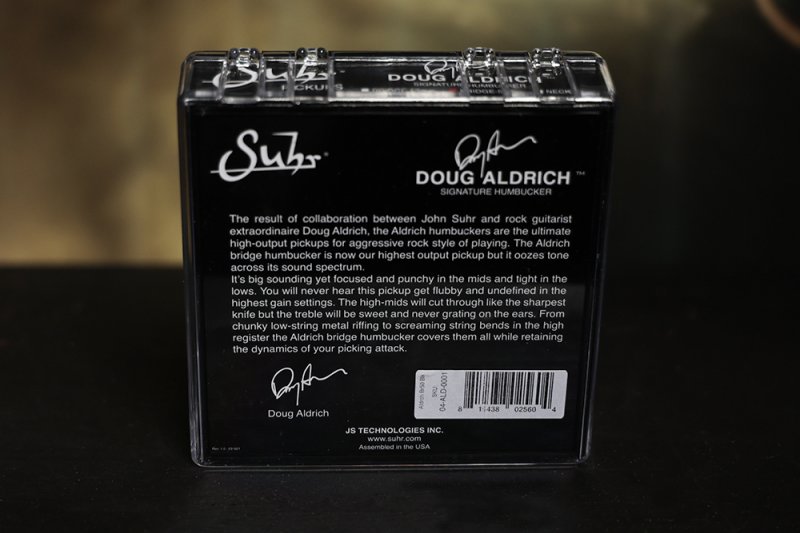 Suhr
PICKUPS
DOUG ALDRICH
SIGNATURE HUMBUCKER
NECK
Suhr®
DOUG ALDRICH™
SIGNATURE HUMBUCKER
The result of collaboration between John Suhr and rock guitarist
extraordinaire Doug Aldrich, the Aldrich humbuckers are the ultimate
high-output pickups for aggressive rock style of playing. The Aldrich
bridge humbucker is now our highest output pickup but it oozes tone
across its sound spectrum.
It's big sounding yet focused and punchy in the mids and tight in the
lows. You will never hear this pickup get flubby and undefined in the
highest gain settings. The high-mids will cut through like the sharpest
knife but the treble will be sweet and never grating on the ears. From
chunky low-string metal riffing to screaming string bends in the high
register the Aldrich bridge humbucker covers them all while retaining
the dynamics of your picking attack.
Doug Aldrich
SKU
04-ALD-0001
JS TECHNOLOGIES INC.
www.suhr.com
Assembled in the USA